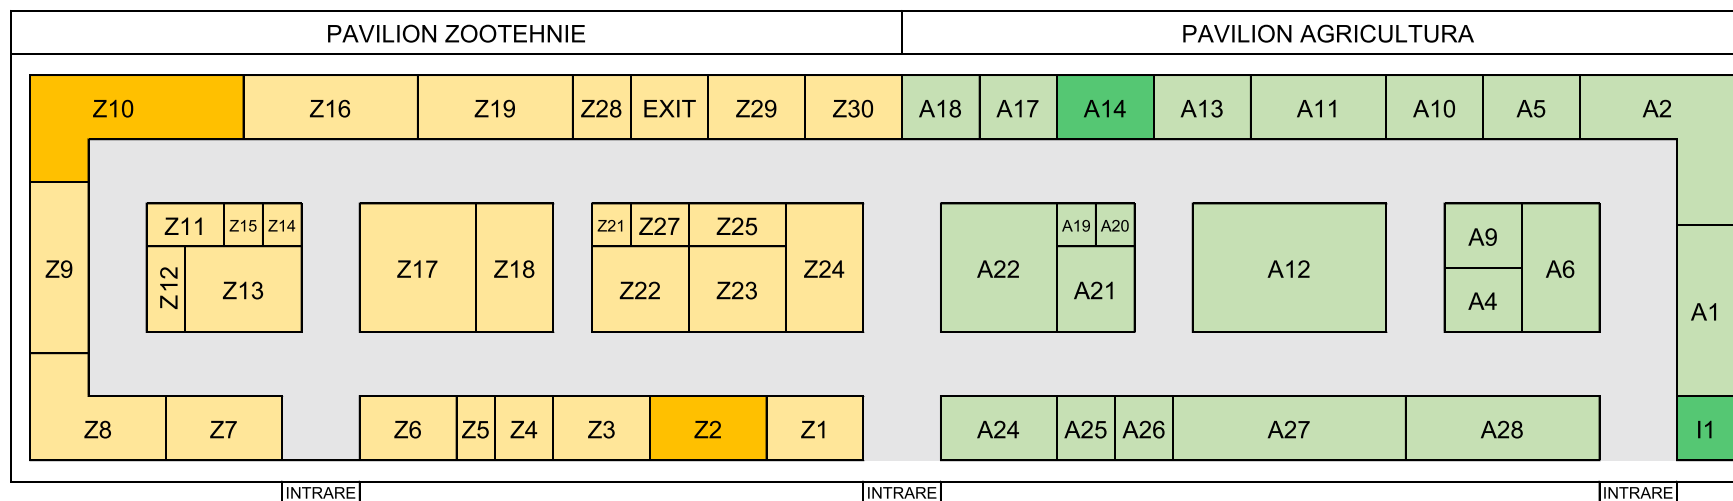 PAVILION ZOOTEHNIE PAVILION AGRICULTURA
Z10 Z16 Z19 Z28 EXIT Z29 Z30 A18 A17 A14 A13 A11 A10 A5 A2
Z11 Z15 Z14 Z21 Z27 Z25 A19 A20 A9
Z9 Z12 Z13 Z17 Z18 Z22 Z23 Z24 A22 A21 A12 A4 A6 A1
Z8 Z7 Z6 Z5 Z4 Z3 Z2 Z1 A24 A25 A26 A27 A28 I1
INTRARE INTRARE INTRARE